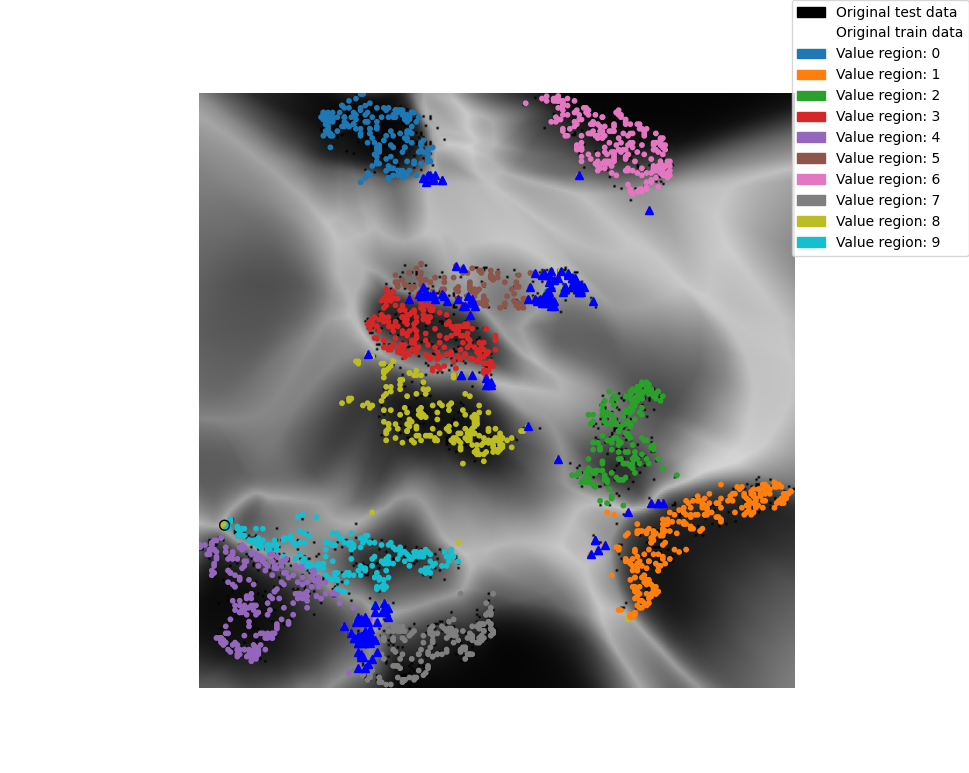 Original test data
Original train data
Value region: 0
Value region: 1
Value region: 2
Value region: 3
Value region: 4
Value region: 5
Value region: 6
Value region: 7
Value region: 8
Value region: 9